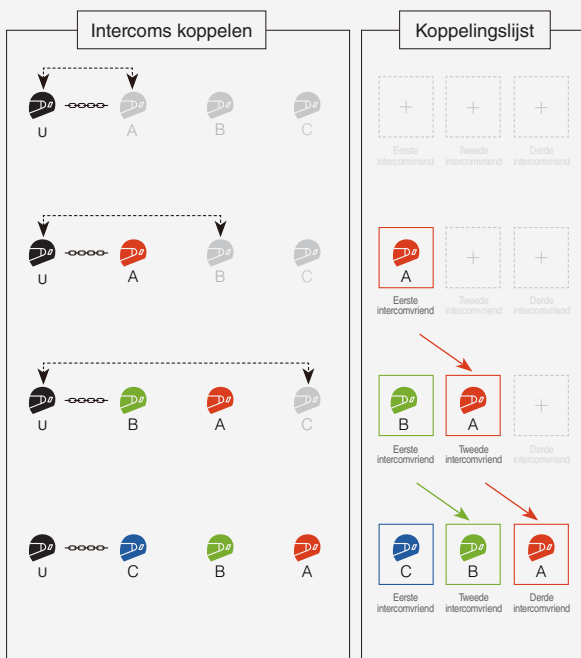 Intercoms koppelen
Koppelingslijst
U A B C
+ + +
Eerste intercomvriend
Tweede intercomvriend
Derde intercomvriend
U A B C
A + +
Eerste intercomvriend
Tweede intercomvriend
Derde intercomvriend
U B A C
B A +
Eerste intercomvriend
Tweede intercomvriend
Derde intercomvriend
U C B A
C B A
Eerste intercomvriend
Tweede intercomvriend
Derde intercomvriend